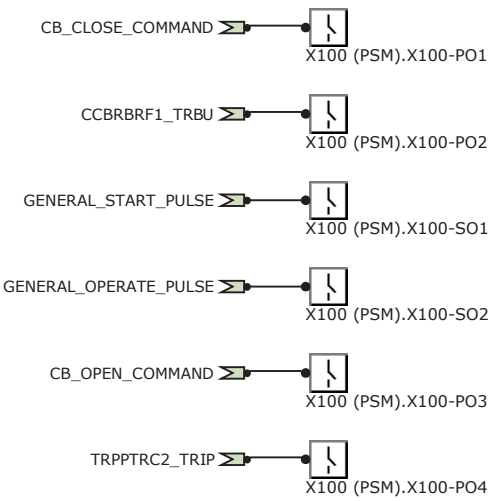 CB_CLOSE_COMMAND
X100 (PSM).X100-PO1
CCBRBRF1_TRBU
X100 (PSM).X100-PO2
GENERAL_START_PULSE
X100 (PSM).X100-SO1
GENERAL_OPERATE_PULSE
X100 (PSM).X100-SO2
CB_OPEN_COMMAND
X100 (PSM).X100-PO3
TRPPTRC2_TRIP
X100 (PSM).X100-PO4